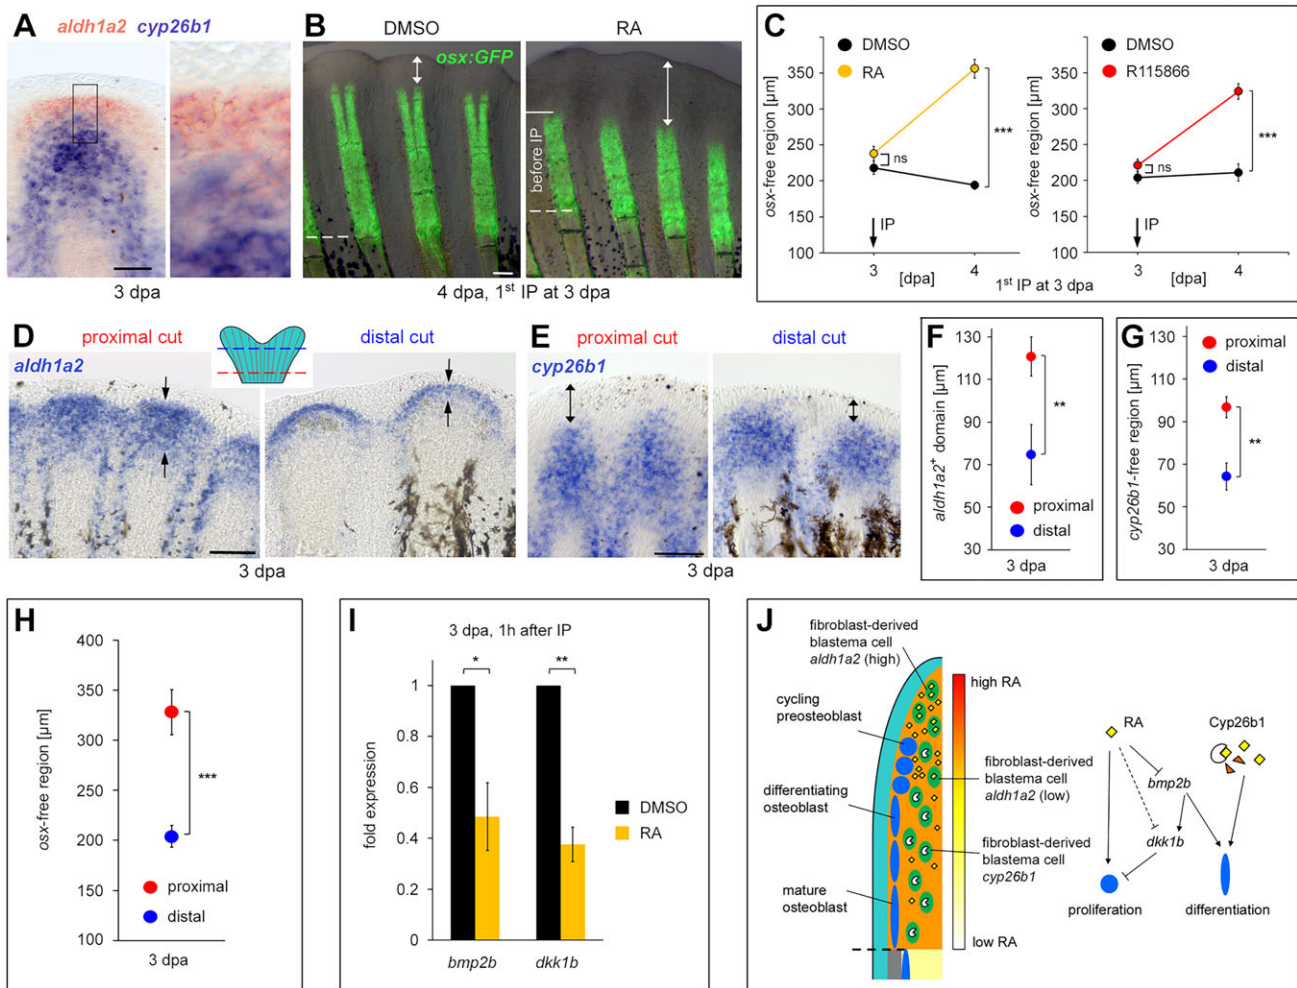 A
aldh1a2 cyp26b1
3 dpa
B
DMSO
RA
osx:GFP
before IP
4 dpa, 1st IP at 3 dpa
C
DMSO
RA
osx-free region [µm]
350
300
250
200
150
100
***
ns
IP
3
4
[dpa]
DMSO
R115866
osx-free region [µm]
350
300
250
200
150
100
***
ns
IP
3
4
[dpa]
1st IP at 3 dpa
D
proximal cut
distal cut
aldh1a2
3 dpa
E
proximal cut
distal cut
cyp26b1
3 dpa
F
aldh1a2+ domain [µm]
130
110
90
70
50
30
**
proximal
distal
3 dpa
G
proximal
distal
cyp26b1-free region [µm]
130
110
90
70
50
30
**
3 dpa
H
osx-free region [µm]
400
350
300
250
200
150
100
***
proximal
distal
3 dpa
I
3 dpa, 1h after IP
fold expression
1
0.8
0.6
0.4
0.2
0
*
**
DMSO
RA
bmp2b
dkk1b
J
fibroblast-derived
blastema cell
aldh1a2 (high)
cycling
preosteoblast
differentiating
osteoblast
mature
osteoblast
high RA
low RA
fibroblast-derived
blastema cell
aldh1a2 (low)
fibroblast-derived
blastema cell
cyp26b1
RA
Cyp26b1
bmp2b
dkk1b
proliferation
differentiation